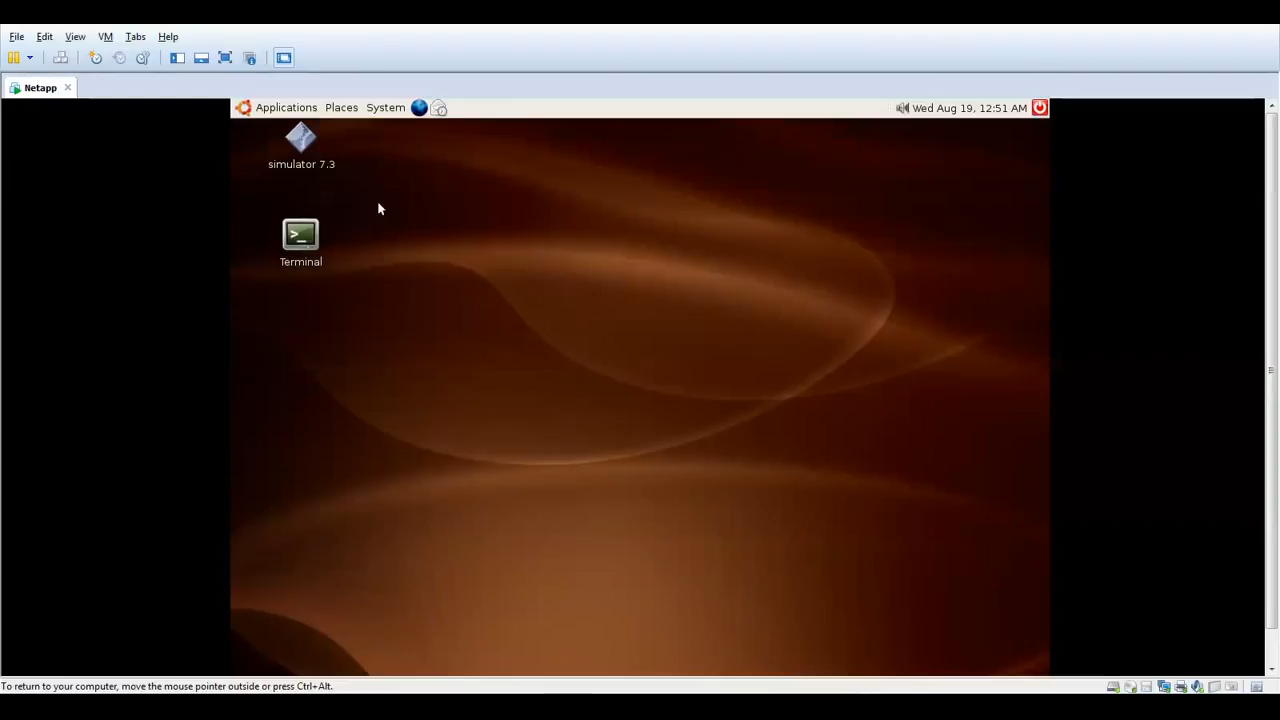 File Edit View VM Tabs Help
Netapp
Applications Places System Wed Aug 19, 12:51 AM
simulator 7.3
>_
Terminal
To return to your computer, move the mouse pointer outside or press Ctrl+Alt.